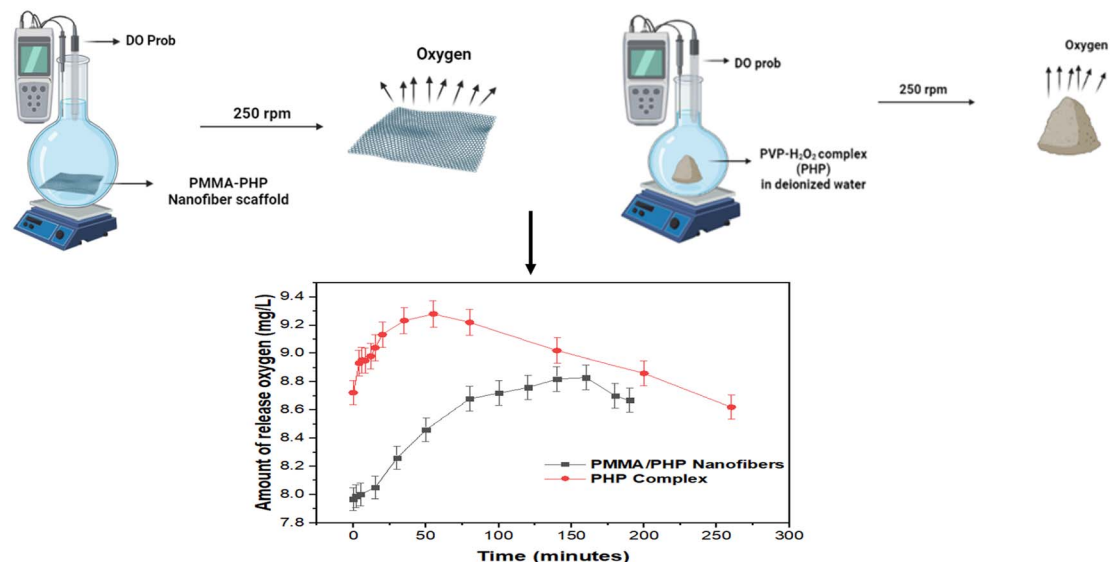 DO Prob
Oxygen
250 rpm
PMMA-PHP
Nanofiber scaffold
DO prob
Oxygen
250 rpm
PVP-H₂O₂ complex
(PHP)
in deionized water
Amount of release oxygen (mg/L)
9.4
9.2
9.0
8.8
8.6
8.4
8.2
8.0
7.8
PMMA/PHP Nanofibers
PHP Complex
0 50 100 150 200 250 300
Time (minutes)